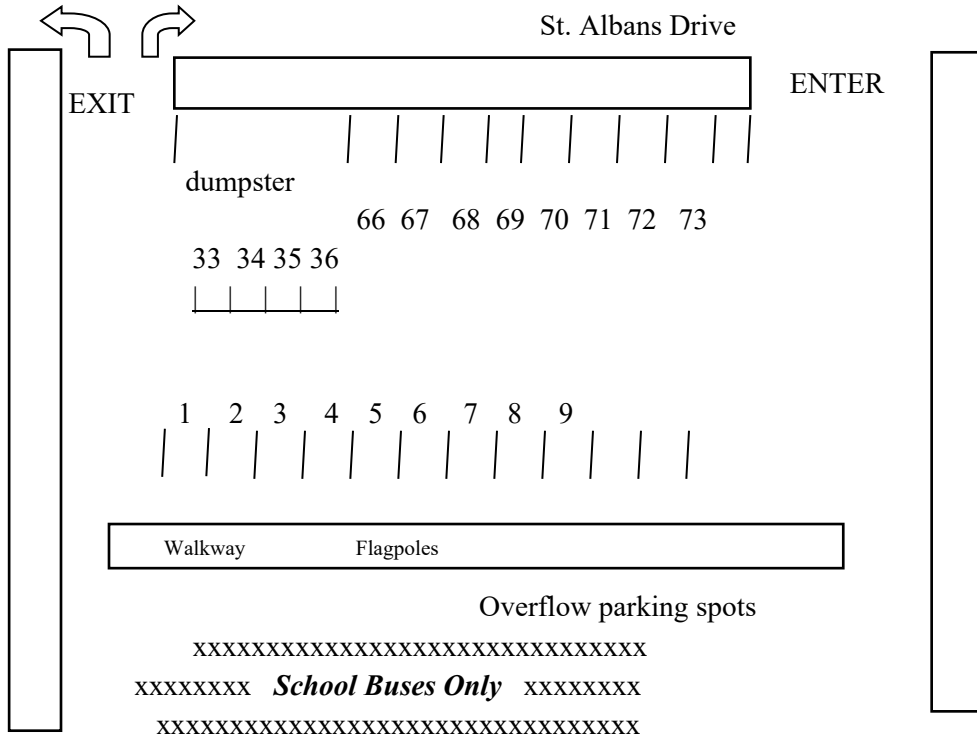 St. Albans Drive
EXIT
ENTER
dumpster
66 67 68 69 70 71 72 73
33 34 35 36
1 2 3 4 5 6 7 8 9
Walkway Flagpoles
Overflow parking spots
xxxxxxxxxxxxxxxxxxxxxxxxxxxxxxx
xxxxxxxx School Buses Only xxxxxxxx
xxxxxxxxxxxxxxxxxxxxxxxxxxxxxxxxx